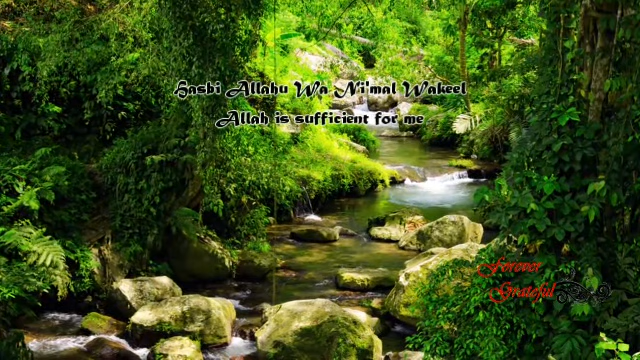 Hasbi Allahu Wa Ni'mal Wakeel
Allah is sufficient for me
Forever
Grateful